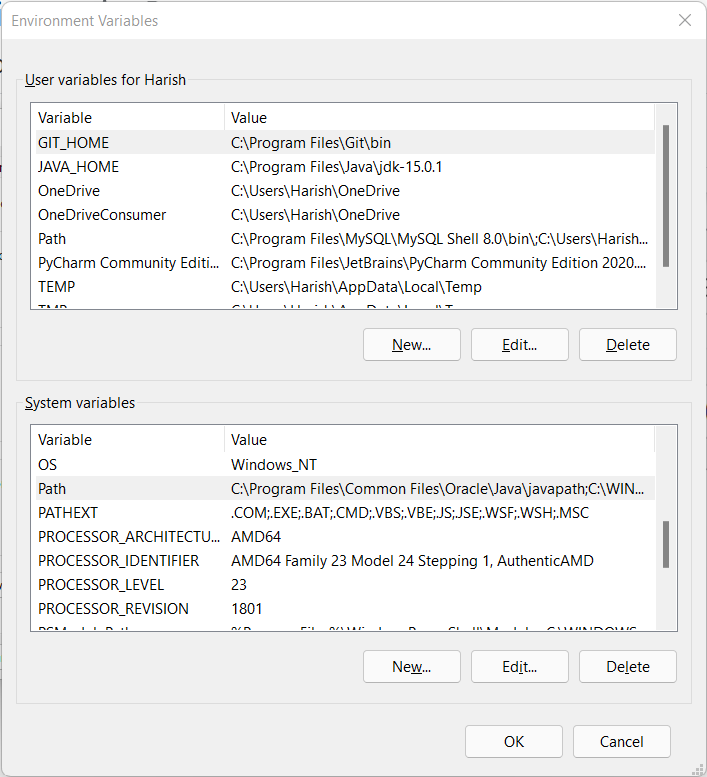 Environment Variables
User variables for Harish
Variable Value
GIT_HOME C:\Program Files\Git\bin
JAVA_HOME C:\Program Files\Java\jdk-15.0.1
OneDrive C:\Users\Harish\OneDrive
OneDriveConsumer C:\Users\Harish\OneDrive
Path C:\Program Files\MySQL\MySQL Shell 8.0\bin\;C:\Users\Harish...
PyCharm Community Editi... C:\Program Files\JetBrains\PyCharm Community Edition 2020....
TEMP C:\Users\Harish\AppData\Local\Temp
New... Edit... Delete
System variables
Variable Value
OS Windows_NT
Path C:\Program Files\Common Files\Oracle\Java\javapath;C:\WIN...
PATHEXT .COM;.EXE;.BAT;.CMD;.VBS;.VBE;.JS;.JSE;.WSF;.WSH;.MSC
PROCESSOR_ARCHITECTU... AMD64
PROCESSOR_IDENTIFIER AMD64 Family 23 Model 24 Stepping 1, AuthenticAMD
PROCESSOR_LEVEL 23
PROCESSOR_REVISION 1801
New... Edit... Delete
OK Cancel